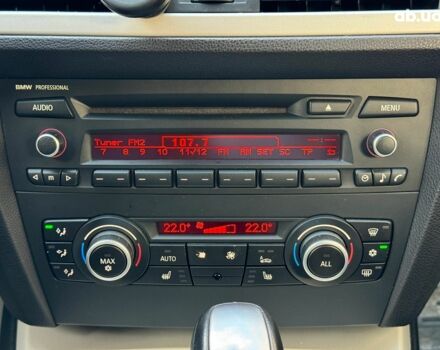 ab.ua
BMW PROFESSIONAL
AUDIO
MENU
Tuner FM2 107.7
7 8 9 10 11/12 FM AM SET SC TP
m
22.0° 22.0°
MAX
AUTO
ALL